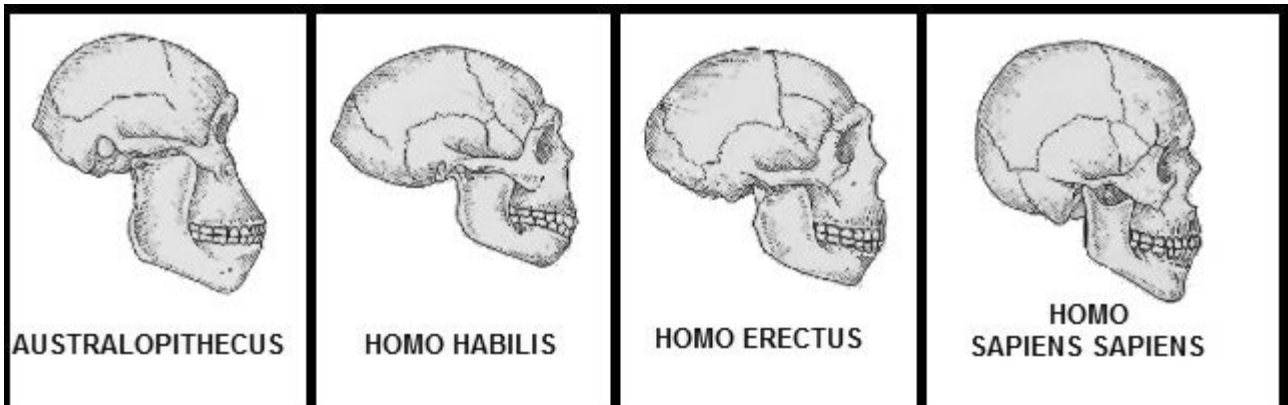 AUSTRALOPITHECUS
HOMO HABILIS
HOMO ERECTUS
HOMO
SAPIENS SAPIENS